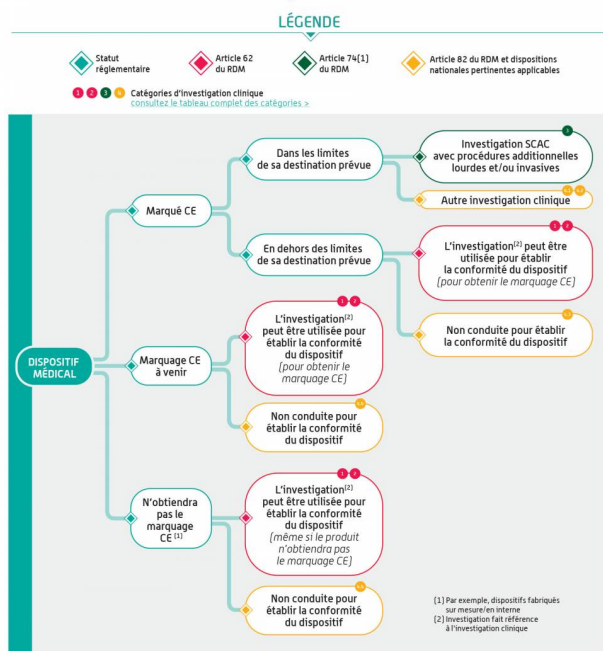 LÉGENDE
Statut
réglementaire
Article 62
du RDM
Article 74(1)
du RDM
Article 82 du RDM et dispositions
nationales pertinentes applicables
1 2 3 4 Catégories d'investigation clinique
consultez le tableau complet des catégories >
DISPOSITIF
MÉDICAL
Marqué CE
Dans les limites
de sa destination prévue
3
Investigation SCAC
avec procédures additionnelles
lourdes et/ou invasives
Autre investigation clinique
En dehors des limites
de sa destination prévue
1 2
L'investigation(2) peut être
utilisée pour établir
la conformité du dispositif
(pour obtenir le marquage CE)
Non conduite pour établir
la conformité du dispositif
Marquage CE
à venir
1 2
L'investigation(2)
peut être utilisée pour
établir la conformité
du dispositif
(pour obtenir le
marquage CE)
Non conduite pour
établir la conformité
du dispositif
N'obtiendra
pas le
marquage
CE (1)
1 2
L'investigation(2)
peut être utilisée pour
établir la conformité
du dispositif
(même si le produit
n'obtiendra pas
le marquage CE)
Non conduite pour
établir la conformité
du dispositif
(1) Par exemple, dispositifs fabriqués
sur mesure/en interne
(2) Investigation fait référence
à l'investigation clinique